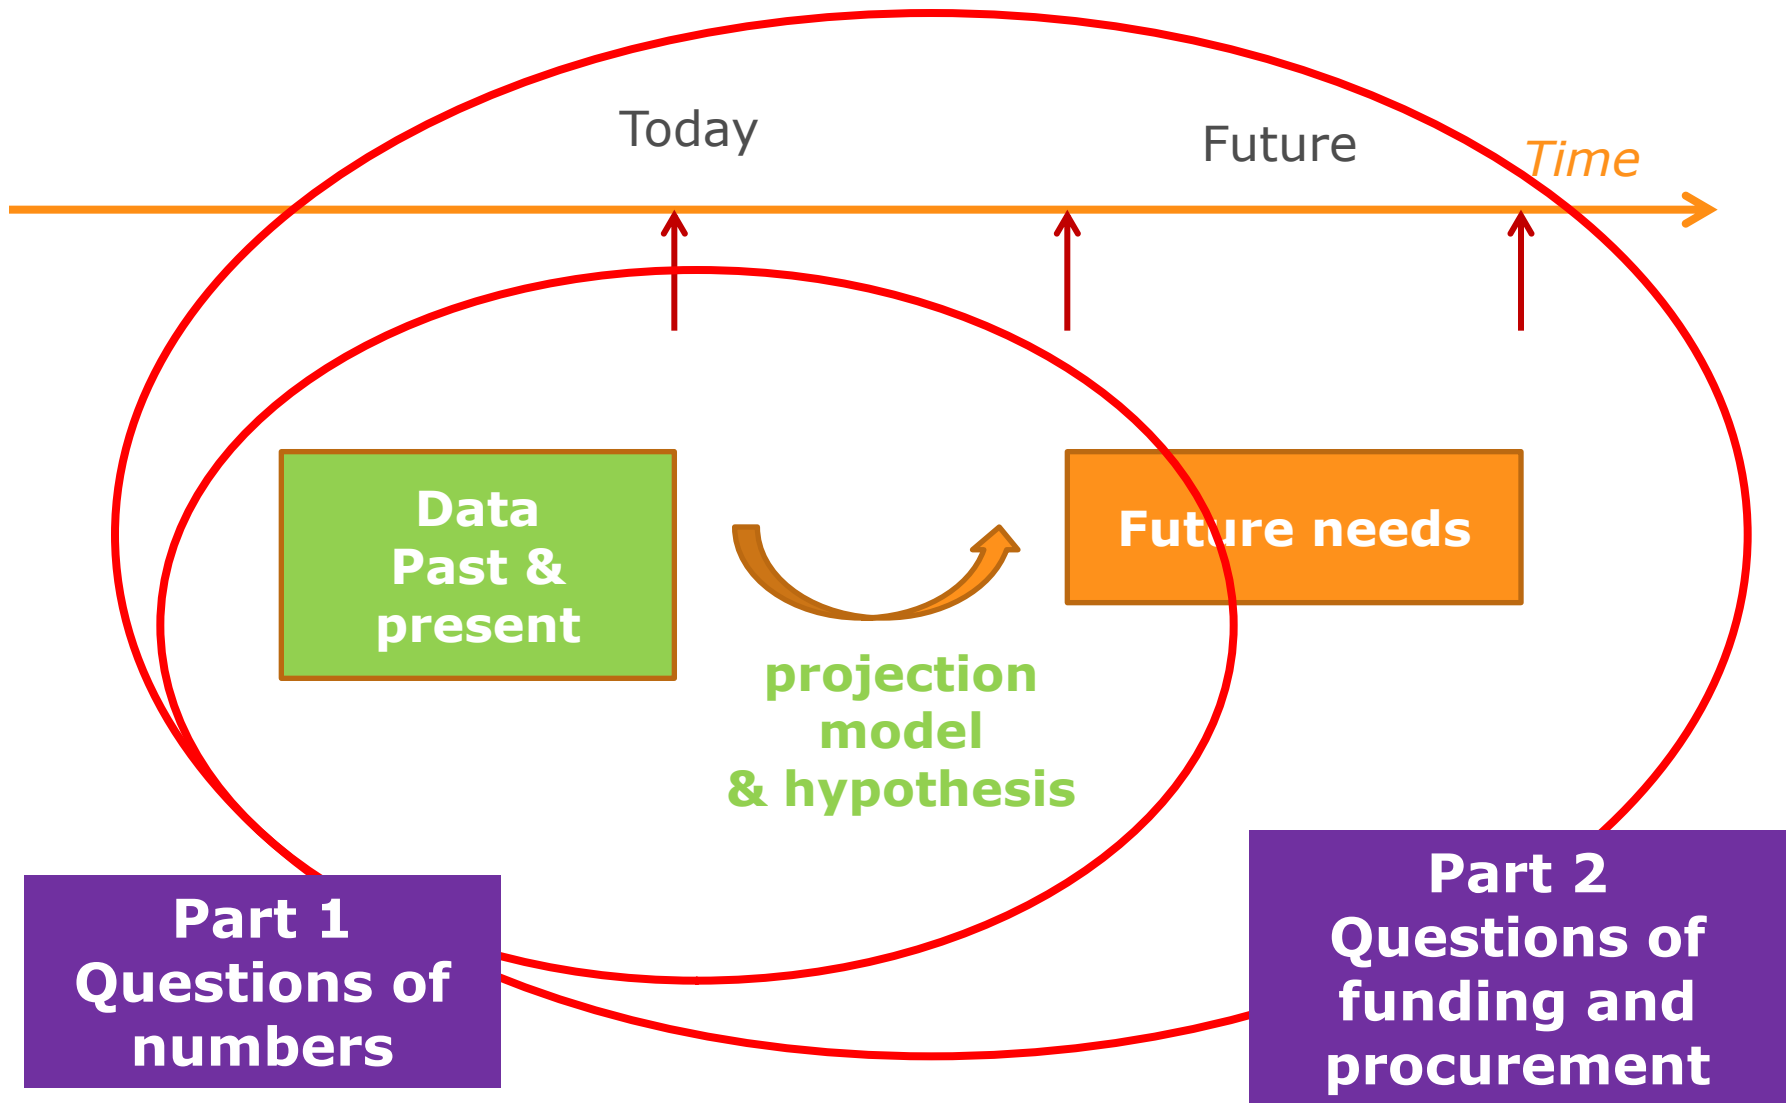 Today
Future
Time
Data
Past &
present
Future needs
projection
model
& hypothesis
Part 1
Questions of
numbers
Part 2
Questions of
funding and
procurement